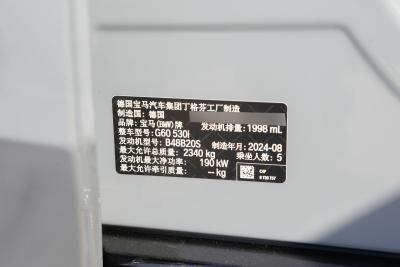 德国宝马汽车集团丁格芬工厂制造
制造国：德国
品牌：宝马(BMW)牌 发动机排量：1998 mL
整车型号：G60 530i
发动机型号：B48B20S 制造年月：2024-08
最大允许总质量：2340 kg 乘坐人数：5
最大净功率：190 kW
最大允许牵引质量：-- kg
CHP